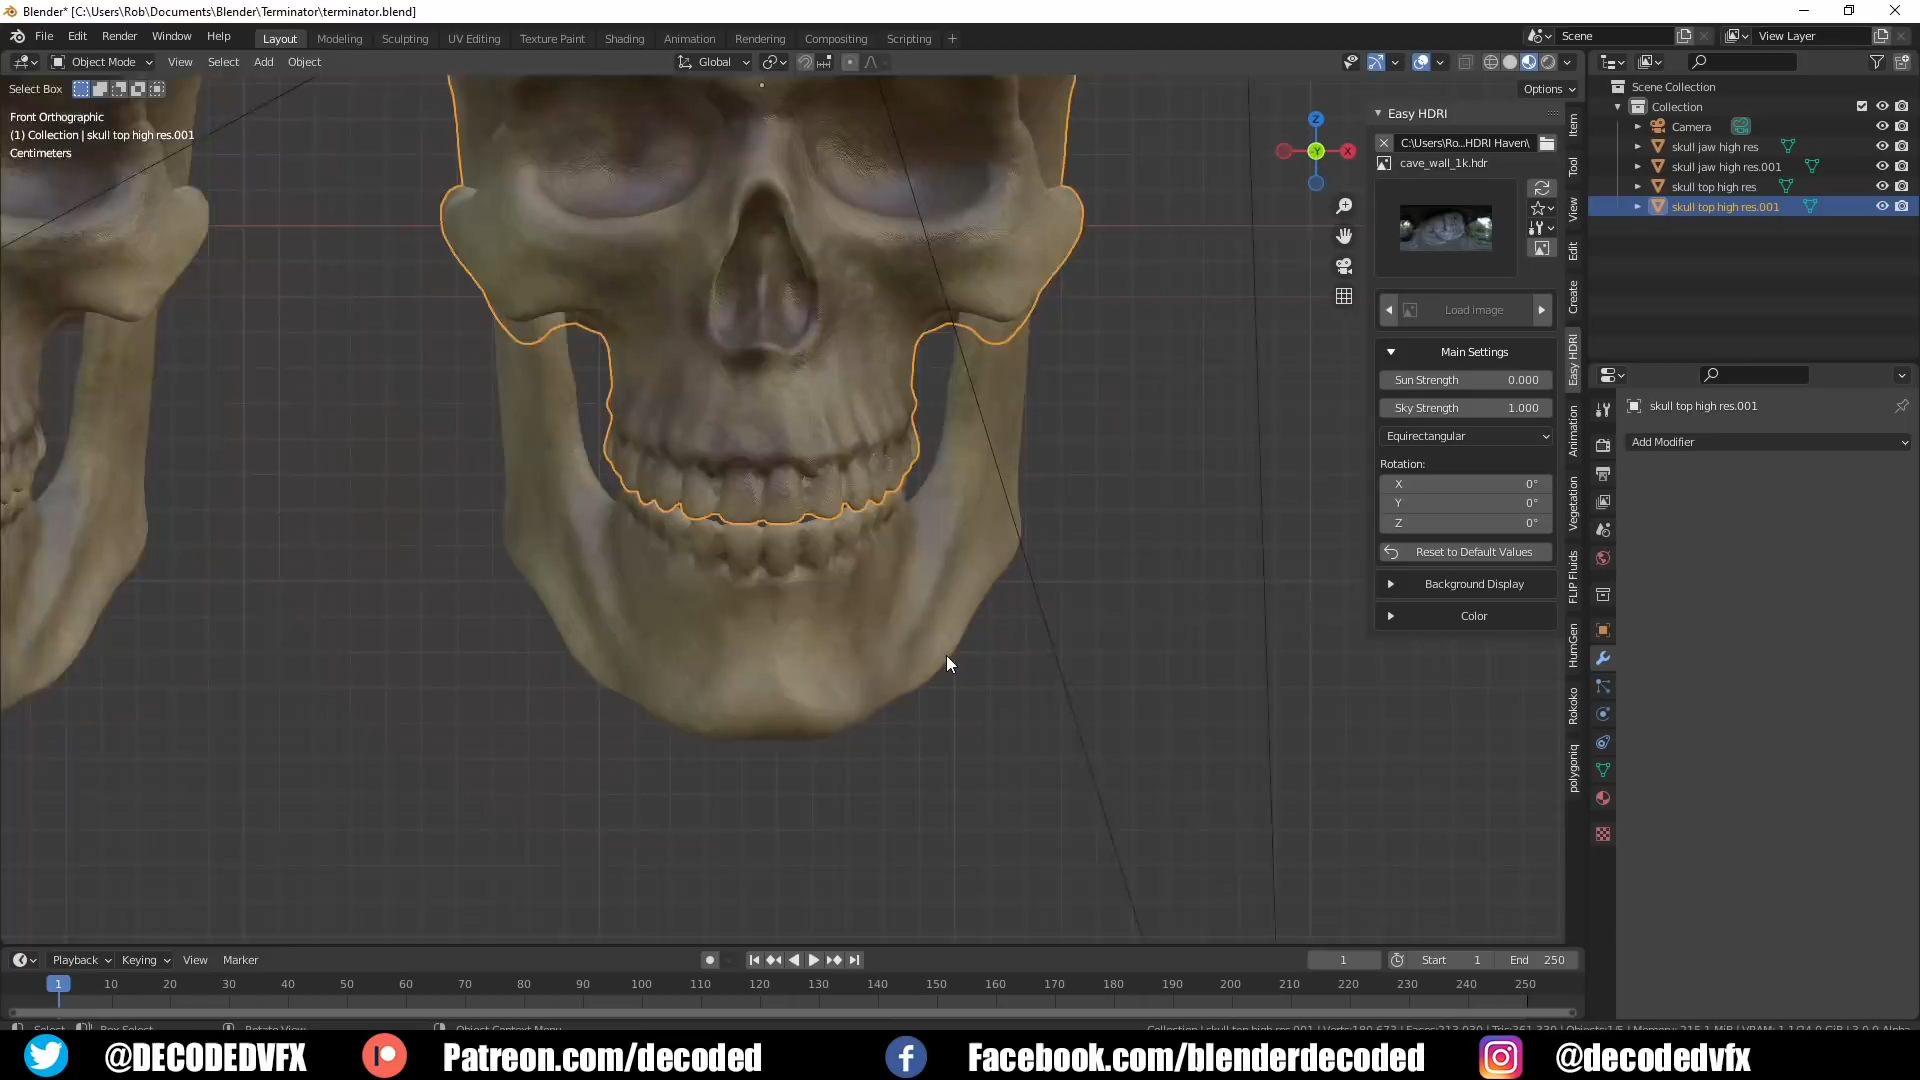 Blender* [C:\Users\Rob\Documents\Blender\Terminator\terminator.blend]
File Edit Render Window Help Layout Modeling Sculpting UV Editing Texture Paint Shading Animation Rendering Compositing Scripting + Scene View Layer
Object Mode View Select Add Object Global
Select Box Options
Front Orthographic
(1) Collection | skull top high res.001
Centimeters
Easy HDRI
C:\Users\Ro...HDRI Haven\
cave_wall_1k.hdr
Load image
Main Settings
Sun Strength 0.000
Sky Strength 1.000
Equirectangular
Rotation:
X 0°
Y 0°
Z 0°
Reset to Default Values
Background Display
Color
Z
-Y
X
Item
Tool
View
Edit
Create
Easy HDRI
Animation
Vegetation
FLIP Fluids
HumGen
Rokoko
polygoniq
Scene Collection
Collection
Camera
skull jaw high res
skull jaw high res.001
skull top high res
skull top high res.001
skull top high res.001
Add Modifier
Playback Keying View Marker 1 Start 1 End 250
1 10 20 30 40 50 60 70 80 90 100 110 120 130 140 150 160 170 180 190 200 210 220 230 240 250
Select Box Select Rotate View Object Context Menu
@DECODEDVFX Patreon.com/decoded Facebook.com/blenderdecoded @decodedvfx